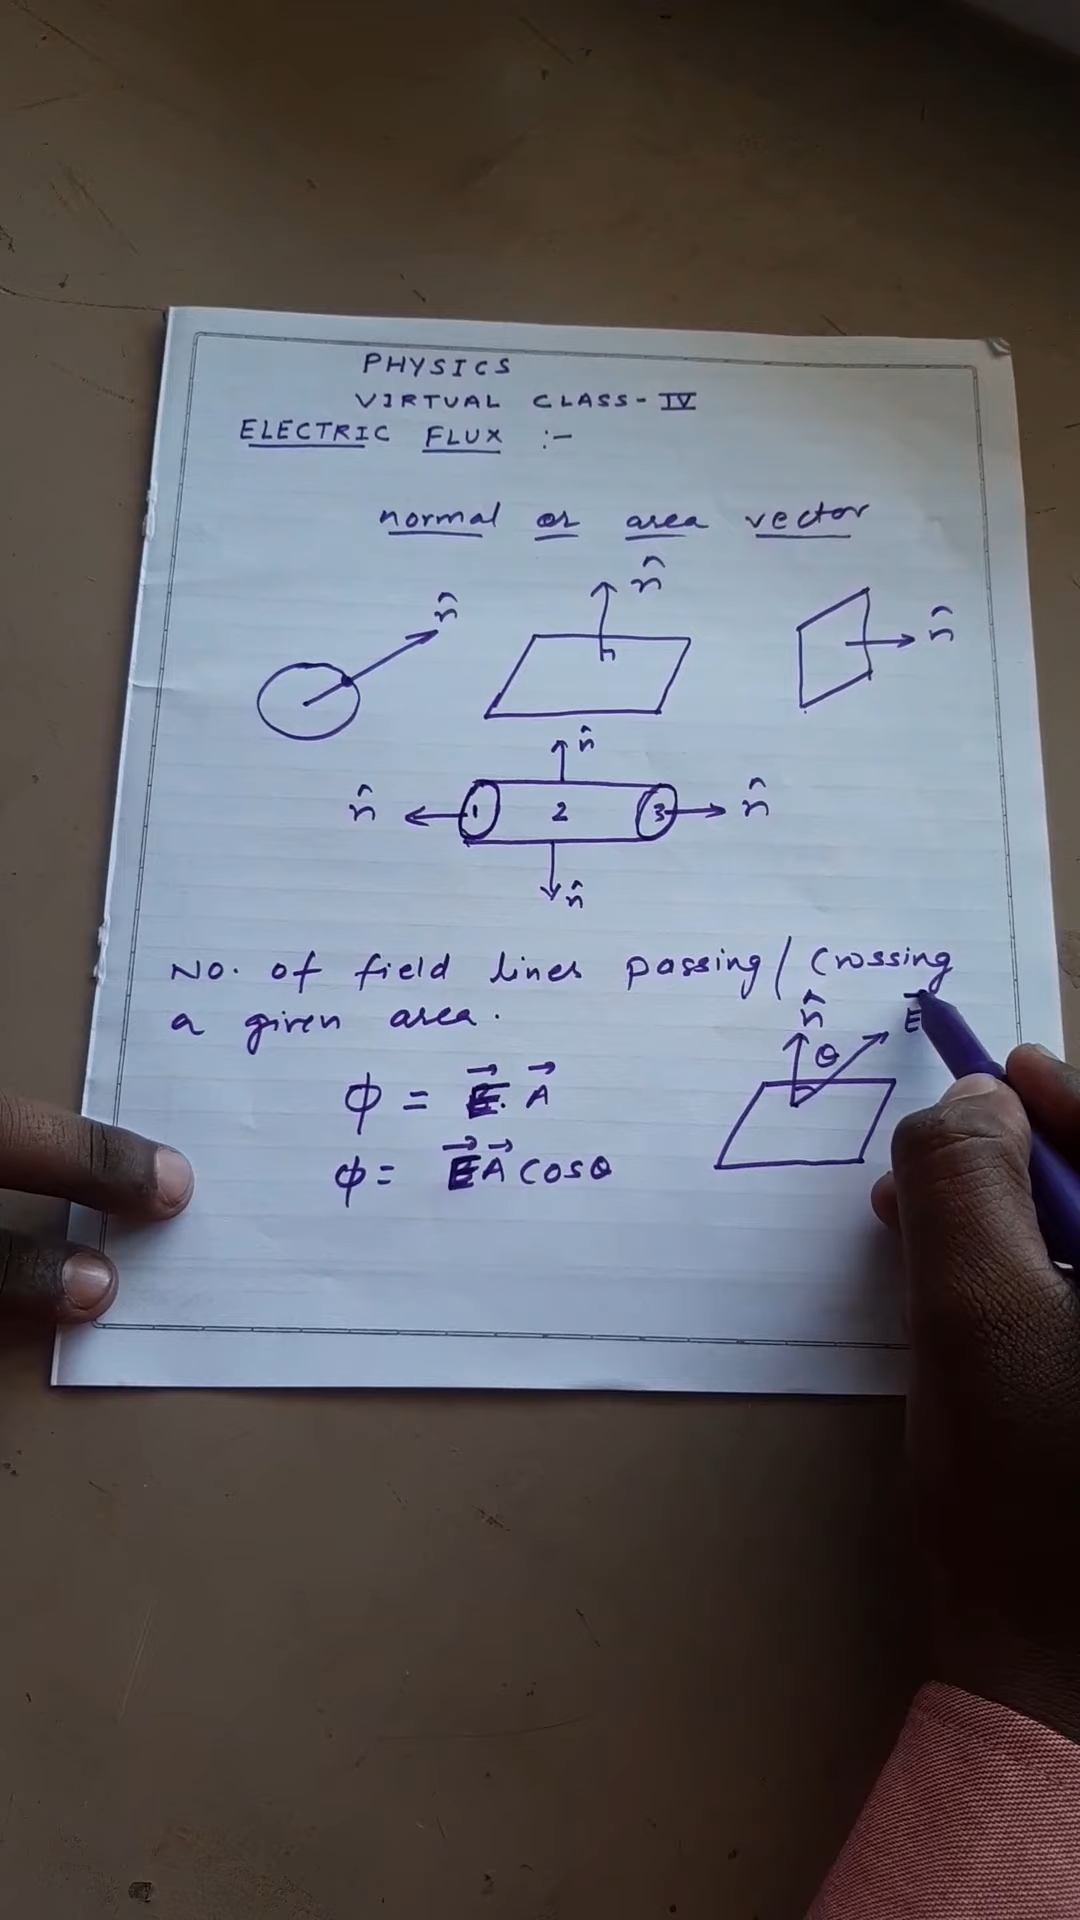 PHYSICS
VIRTUAL CLASS-IV
ELECTRIC FLUX :-
normal or area vector
n̂
n̂
n̂
n̂
n̂ 1 2 3 n̂
n̂
No. of field lines passing/Crossing
a given area.
n̂ θ E⃗
ϕ = E⃗. A⃗
ϕ = E⃗A⃗ cosθ